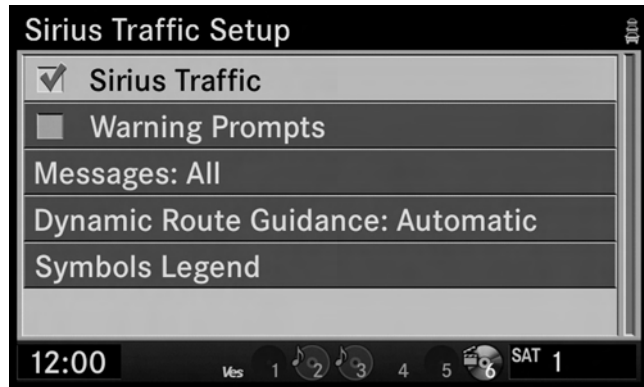 Sirius Traffic Setup
Sirius Traffic
Warning Prompts
Messages: All
Dynamic Route Guidance: Automatic
Symbols Legend
12:00 Ves 1 2 3 4 5 6 SAT 1